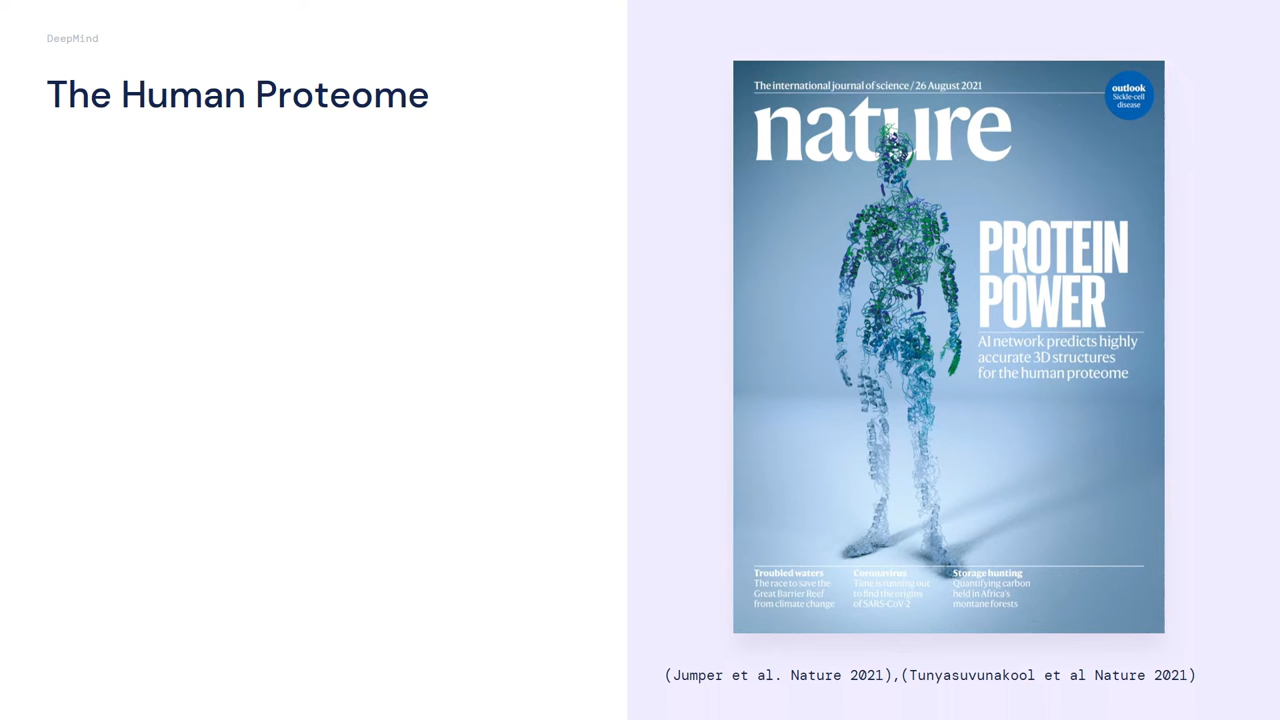 DeepMind
The Human Proteome
The international journal of science / 26 August 2021
outlook
Sickle-cell
disease
nature
PROTEIN
POWER
AI network predicts highly
accurate 3D structures
for the human proteome
Troubled waters
The race to save the
Great Barrier Reef
from climate change
Coronavirus
Time is running out
to find the origins
of SARS-CoV-2
Storage hunting
Quantifying carbon
held in Africa's
montane forests
(Jumper et al. Nature 2021),(Tunyasuvunakool et al Nature 2021)